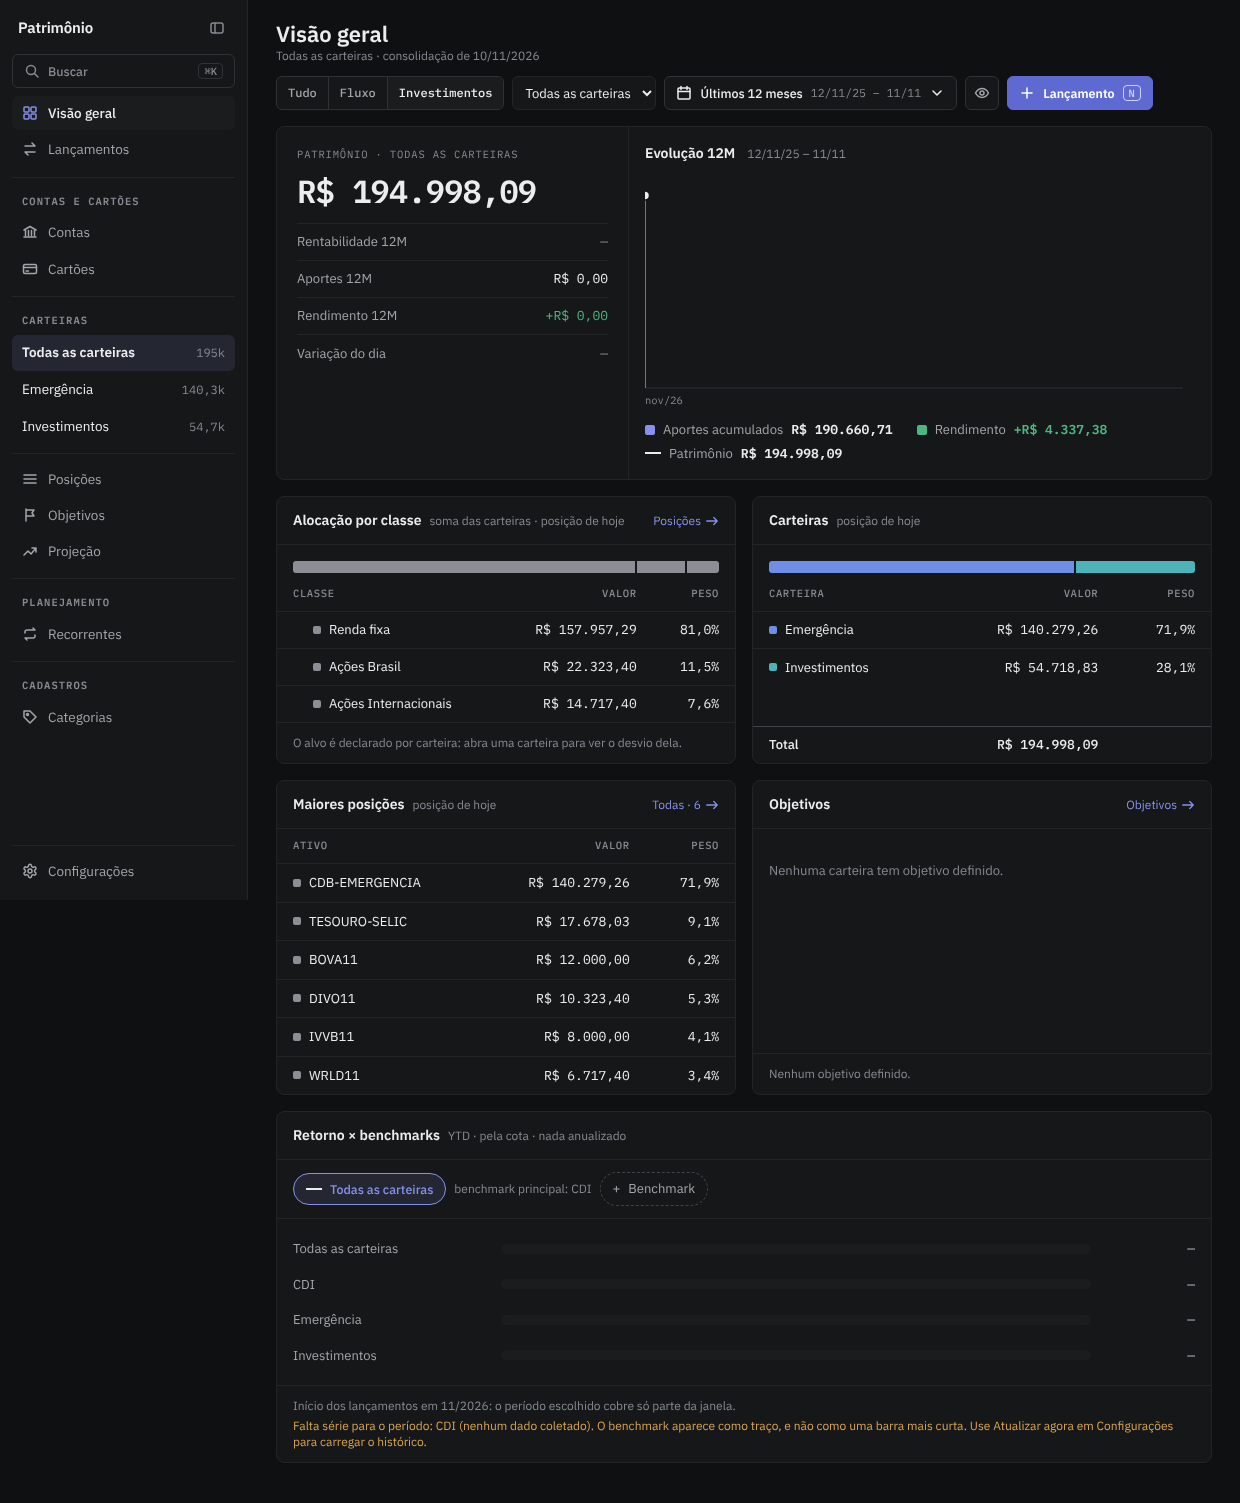 Patrimônio
Buscar ⌘K
Visão geral
Lançamentos
CONTAS E CARTÕES
Contas
Cartões
CARTEIRAS
Todas as carteiras 195k
Emergência 140,3k
Investimentos 54,7k
Posições
Objetivos
Projeção
PLANEJAMENTO
Recorrentes
CADASTROS
Categorias
Configurações
Visão geral
Todas as carteiras · consolidação de 10/11/2026
Tudo Fluxo Investimentos Todas as carteiras Últimos 12 meses 12/11/25 – 11/11 + Lançamento N
PATRIMÔNIO · TODAS AS CARTEIRAS
R$ 194.998,09
Rentabilidade 12M —
Aportes 12M R$ 0,00
Rendimento 12M +R$ 0,00
Variação do dia —
Evolução 12M 12/11/25 – 11/11
nov/26
Aportes acumulados R$ 190.660,71 Rendimento +R$ 4.337,38
Patrimônio R$ 194.998,09
Alocação por classe soma das carteiras · posição de hoje Posições →
CLASSE VALOR PESO
Renda fixa R$ 157.957,29 81,0%
Ações Brasil R$ 22.323,40 11,5%
Ações Internacionais R$ 14.717,40 7,6%
O alvo é declarado por carteira: abra uma carteira para ver o desvio dela.
Carteiras posição de hoje
CARTEIRA VALOR PESO
Emergência R$ 140.279,26 71,9%
Investimentos R$ 54.718,83 28,1%
Total R$ 194.998,09
Maiores posições posição de hoje Todas · 6 →
ATIVO VALOR PESO
CDB-EMERGENCIA R$ 140.279,26 71,9%
TESOURO-SELIC R$ 17.678,03 9,1%
BOVA11 R$ 12.000,00 6,2%
DIVO11 R$ 10.323,40 5,3%
IVVB11 R$ 8.000,00 4,1%
WRLD11 R$ 6.717,40 3,4%
Objetivos Objetivos →
Nenhuma carteira tem objetivo definido.
Nenhum objetivo definido.
Retorno × benchmarks YTD · pela cota · nada anualizado
Todas as carteiras benchmark principal: CDI + Benchmark
Todas as carteiras —
CDI —
Emergência —
Investimentos —
Início dos lançamentos em 11/2026: o período escolhido cobre só parte da janela.
Falta série para o período: CDI (nenhum dado coletado). O benchmark aparece como traço, e não como uma barra mais curta. Use Atualizar agora em Configurações
para carregar o histórico.